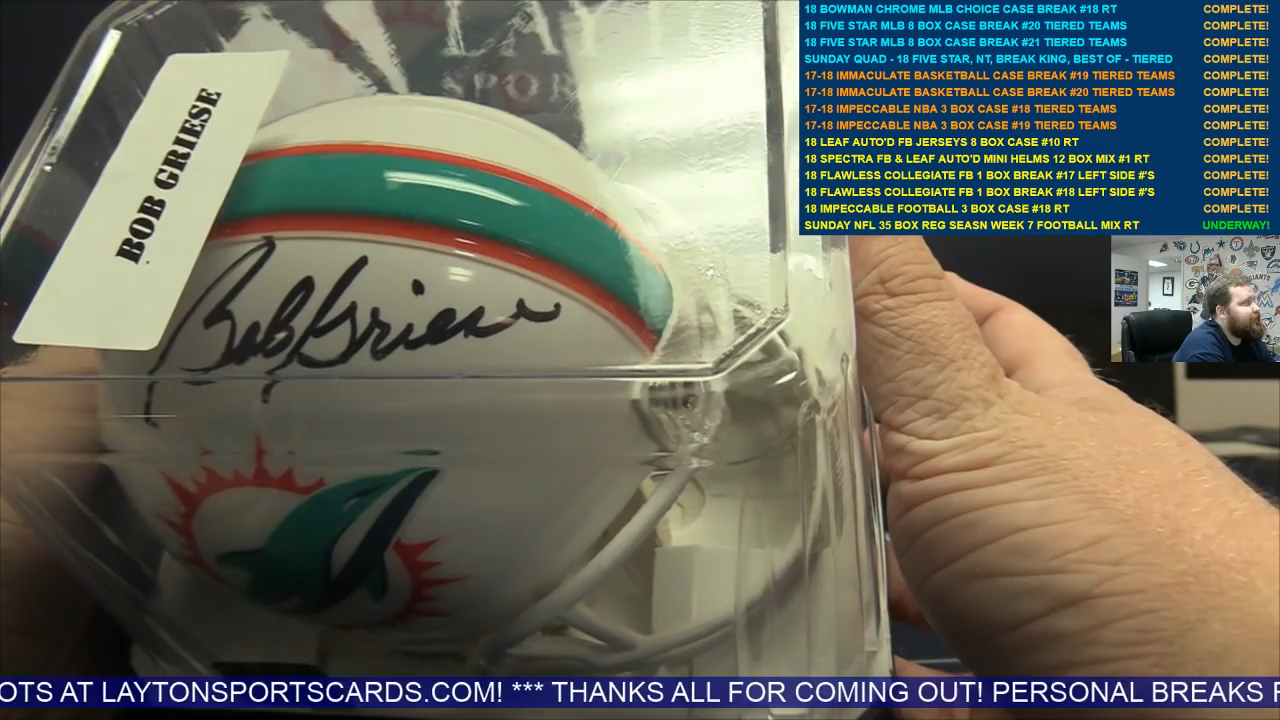 18 BOWMAN CHROME MLB CHOICE CASE BREAK #18 RT COMPLETE!
18 FIVE STAR MLB 8 BOX CASE BREAK #20 TIERED TEAMS COMPLETE!
18 FIVE STAR MLB 8 BOX CASE BREAK #21 TIERED TEAMS COMPLETE!
SUNDAY QUAD - 18 FIVE STAR, NT, BREAK KING, BEST OF - TIERED COMPLETE!
17-18 IMMACULATE BASKETBALL CASE BREAK #19 TIERED TEAMS COMPLETE!
17-18 IMMACULATE BASKETBALL CASE BREAK #20 TIERED TEAMS COMPLETE!
17-18 IMPECCABLE NBA 3 BOX CASE #18 TIERED TEAMS COMPLETE!
17-18 IMPECCABLE NBA 3 BOX CASE #19 TIERED TEAMS COMPLETE!
18 LEAF AUTO'D FB JERSEYS 8 BOX CASE #10 RT COMPLETE!
18 SPECTRA FB & LEAF AUTO'D MINI HELMS 12 BOX MIX #1 RT COMPLETE!
18 FLAWLESS COLLEGIATE FB 1 BOX BREAK #17 LEFT SIDE #'S COMPLETE!
18 FLAWLESS COLLEGIATE FB 1 BOX BREAK #18 LEFT SIDE #'S COMPLETE!
18 IMPECCABLE FOOTBALL 3 BOX CASE #18 RT COMPLETE!
SUNDAY NFL 35 BOX REG SEASN WEEK 7 FOOTBALL MIX RT UNDERWAY!
BOB GRIESE
Bob Griese
OTS AT LAYTONSPORTSCARDS.COM! *** THANKS ALL FOR COMING OUT! PERSONAL BREAKS